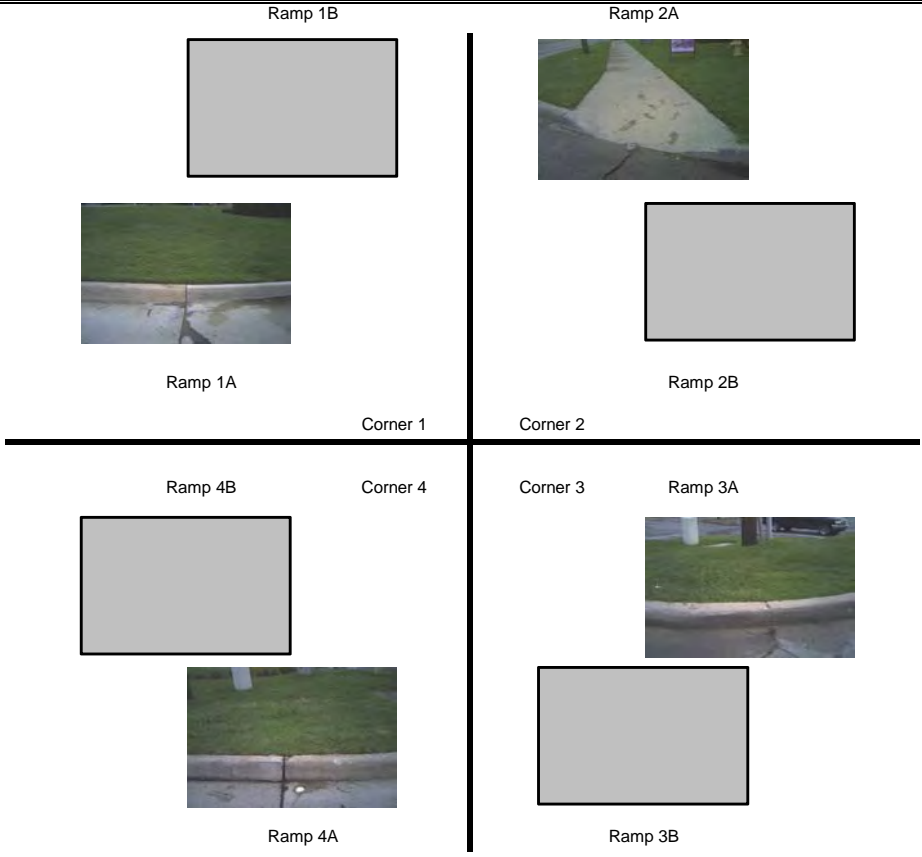 Ramp 1B Ramp 2A
Ramp 1A Ramp 2B
Corner 1 Corner 2
Ramp 4B Corner 4 Corner 3 Ramp 3A
Ramp 4A Ramp 3B